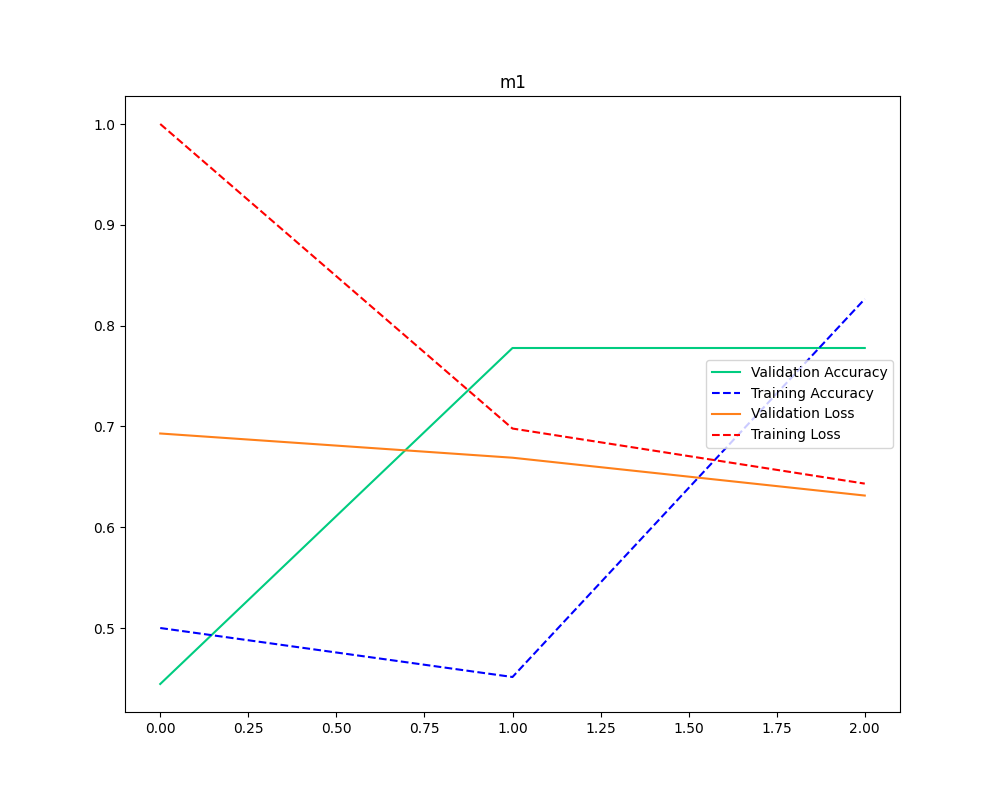 m1
1.0
0.9
0.8
0.7
0.6
0.5
Validation Accuracy
Training Accuracy
Validation Loss
Training Loss
0.00 0.25 0.50 0.75 1.00 1.25 1.50 1.75 2.00